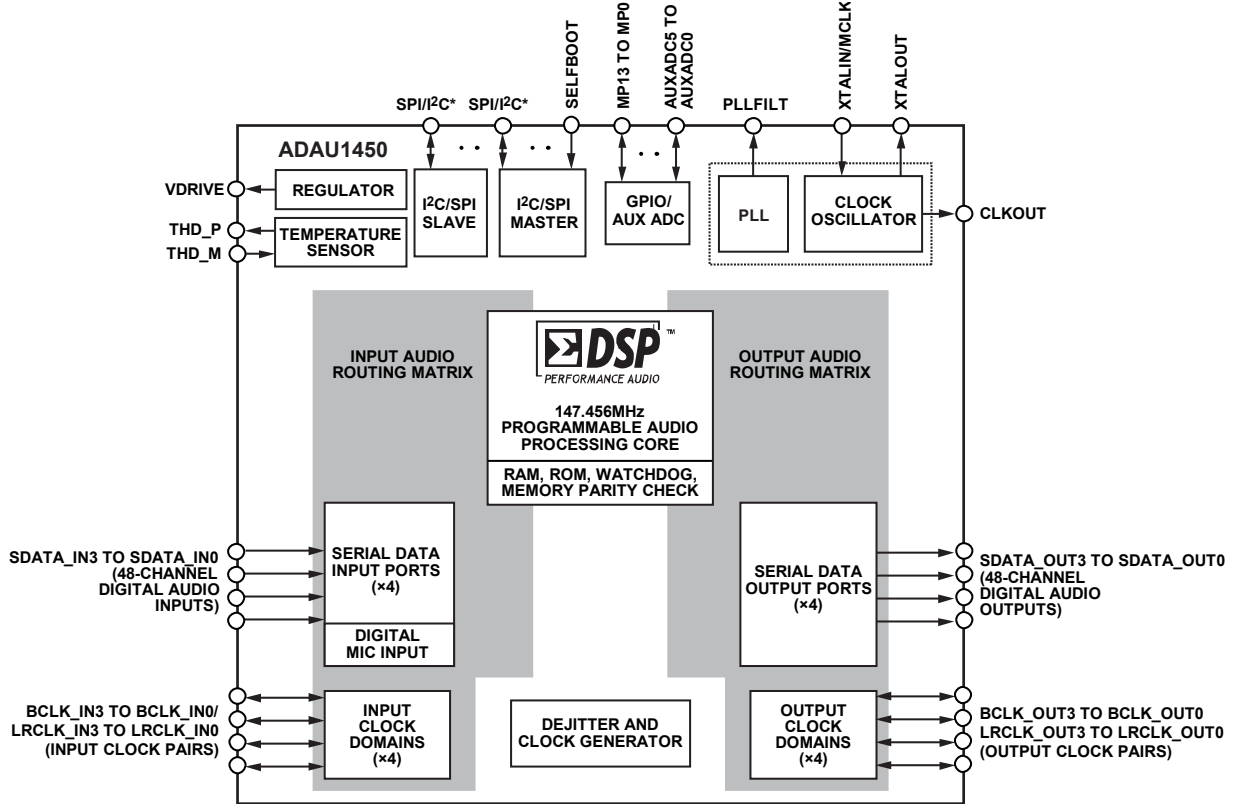 SPI/I2C*
SPI/I2C*
SELFBOOT
MP13 TO MP0
AUXADC5 TO
AUXADC0
PLLFILT
XTALIN/MCLK
XTALOUT
ADAU1450
VDRIVE
REGULATOR
THD_P
THD_M
TEMPERATURE
SENSOR
I2C/SPI
SLAVE
I2C/SPI
MASTER
GPIO/
AUX ADC
PLL
CLOCK
OSCILLATOR
CLKOUT
INPUT AUDIO
ROUTING MATRIX
ΣDSP™
PERFORMANCE AUDIO
147.456MHz
PROGRAMMABLE AUDIO
PROCESSING CORE
RAM, ROM, WATCHDOG,
MEMORY PARITY CHECK
OUTPUT AUDIO
ROUTING MATRIX
SDATA_IN3 TO SDATA_IN0
(48-CHANNEL
DIGITAL AUDIO
INPUTS)
SERIAL DATA
INPUT PORTS
(×4)
DIGITAL
MIC INPUT
SERIAL DATA
OUTPUT PORTS
(×4)
SDATA_OUT3 TO SDATA_OUT0
(48-CHANNEL
DIGITAL AUDIO
OUTPUTS)
BCLK_IN3 TO BCLK_IN0/
LRCLK_IN3 TO LRCLK_IN0
(INPUT CLOCK PAIRS)
INPUT
CLOCK
DOMAINS
(×4)
DEJITTER AND
CLOCK GENERATOR
OUTPUT
CLOCK
DOMAINS
(×4)
BCLK_OUT3 TO BCLK_OUT0
LRCLK_OUT3 TO LRCLK_OUT0
(OUTPUT CLOCK PAIRS)